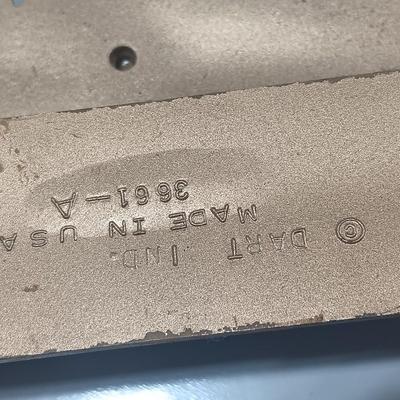 © DART IND.
MADE IN USA
3661-A